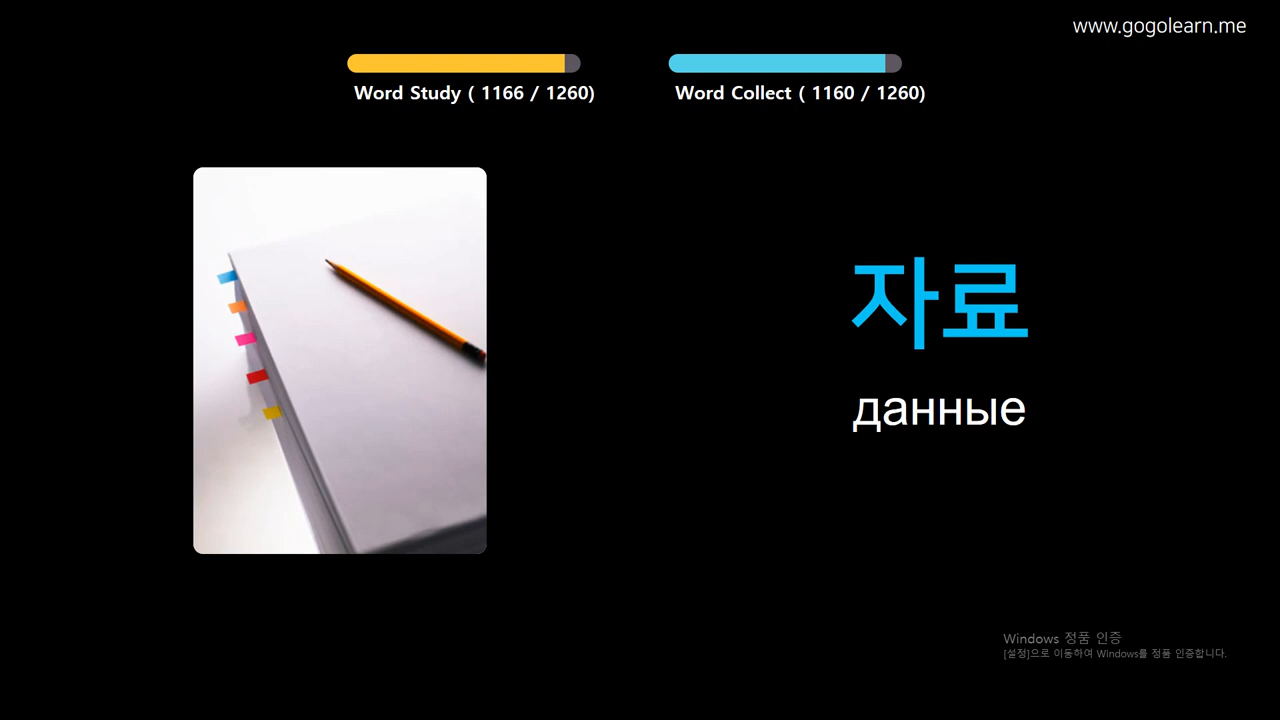 www.gogolearn.me
Word Study ( 1166 / 1260)
Word Collect ( 1160 / 1260)
자료
данные
Windows 정품 인증
[설정]으로 이동하여 Windows를 정품 인증합니다.